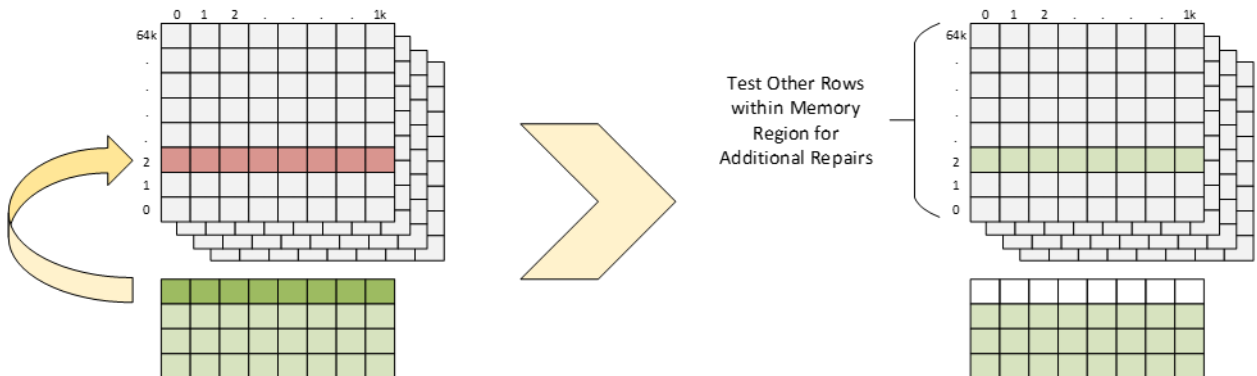 0 1 2 . . . . 1k
64k
.
.
.
.
2
1
0
Test Other Rows
within Memory
Region for
Additional Repairs
0 1 2 . . . . 1k
64k
.
.
.
.
2
1
0